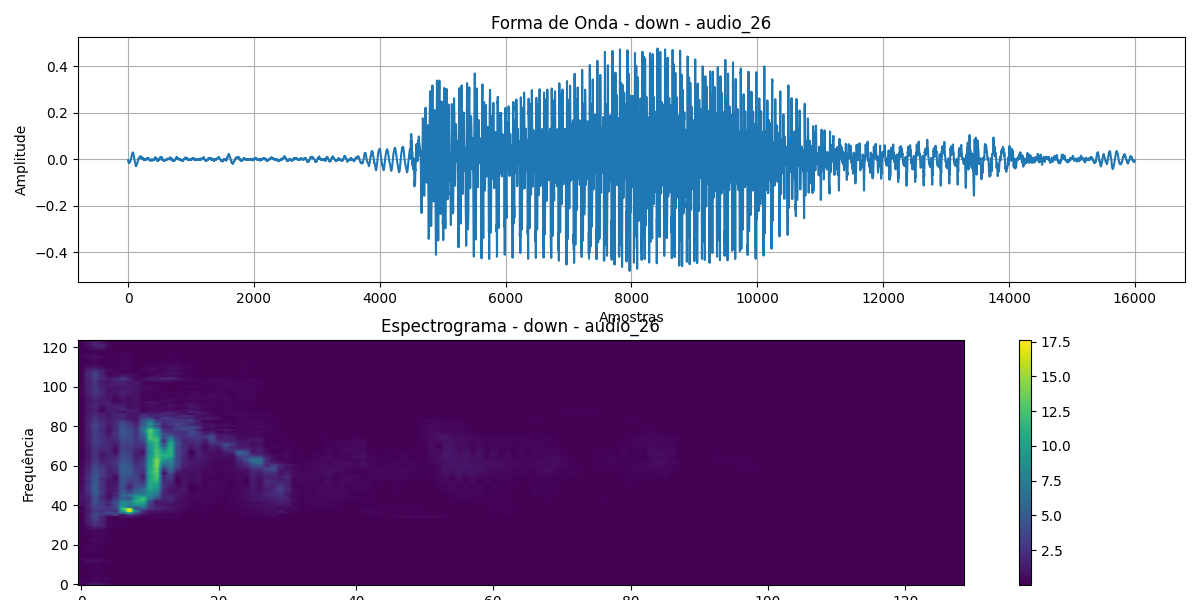 Forma de Onda - down - audio_26
Amplitude
0.4
0.2
0.0
−0.2
−0.4
0 2000 4000 6000 8000 10000 12000 14000 16000
Amostras
Espectrograma - down - audio_26
Frequência
120
100
80
60
40
20
0
0 20 40 60 80 100 120
17.5
15.0
12.5
10.0
7.5
5.0
2.5